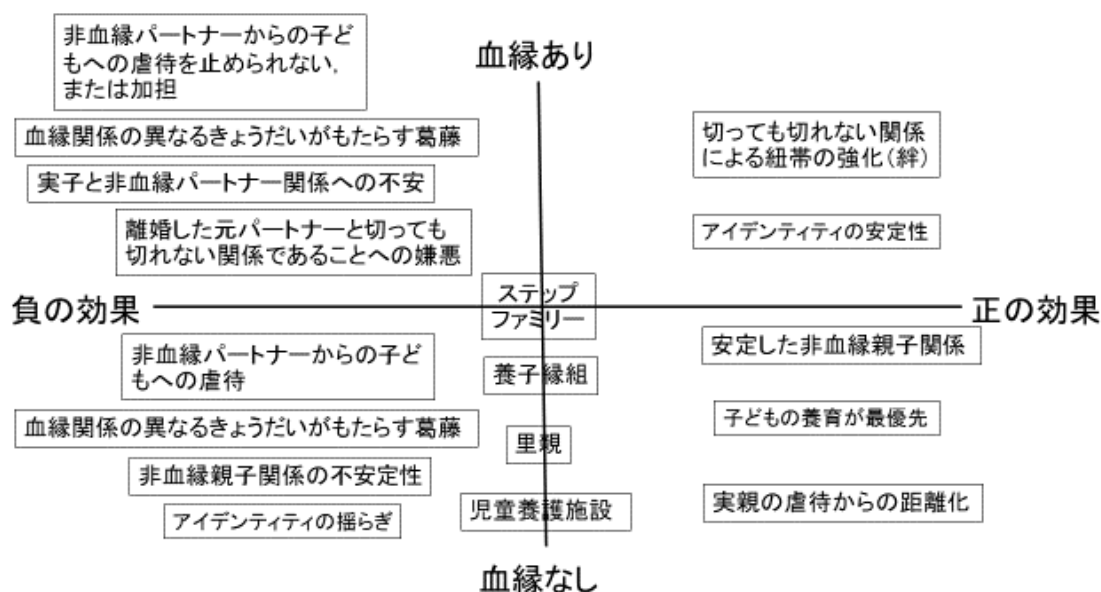 非血縁パートナーからの子ど
もへの虐待を止められない,
または加担
血縁あり
血縁関係の異なるきょうだいがもたらす葛藤
切っても切れない関係
による紐帯の強化(絆)
実子と非血縁パートナー関係への不安
離婚した元パートナーと切っても
切れない関係であることへの嫌悪
アイデンティティの安定性
負の効果
ステップ
ファミリー
正の効果
非血縁パートナーからの子ど
もへの虐待
養子縁組
安定した非血縁親子関係
血縁関係の異なるきょうだいがもたらす葛藤
里親
子どもの養育が最優先
非血縁親子関係の不安定性
アイデンティティの揺らぎ
児童養護施設
実親の虐待からの距離化
血縁なし